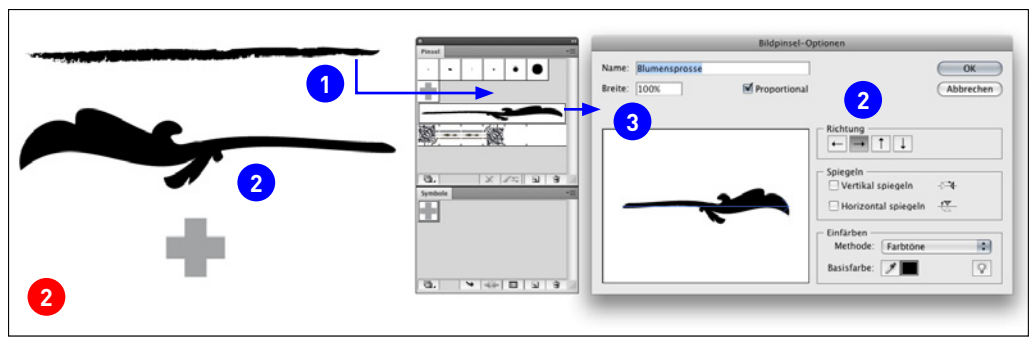 Pinsel
1
2
2
Symbole
Bildpinsel-Optionen
Name: Blumensprosse
OK
Breite: 100%
Proportional
Abbrechen
3
2
Richtung
Spiegeln
Vertikal spiegeln
Horizontal spiegeln
Einfärben
Methode: Farbtöne
Basisfarbe: